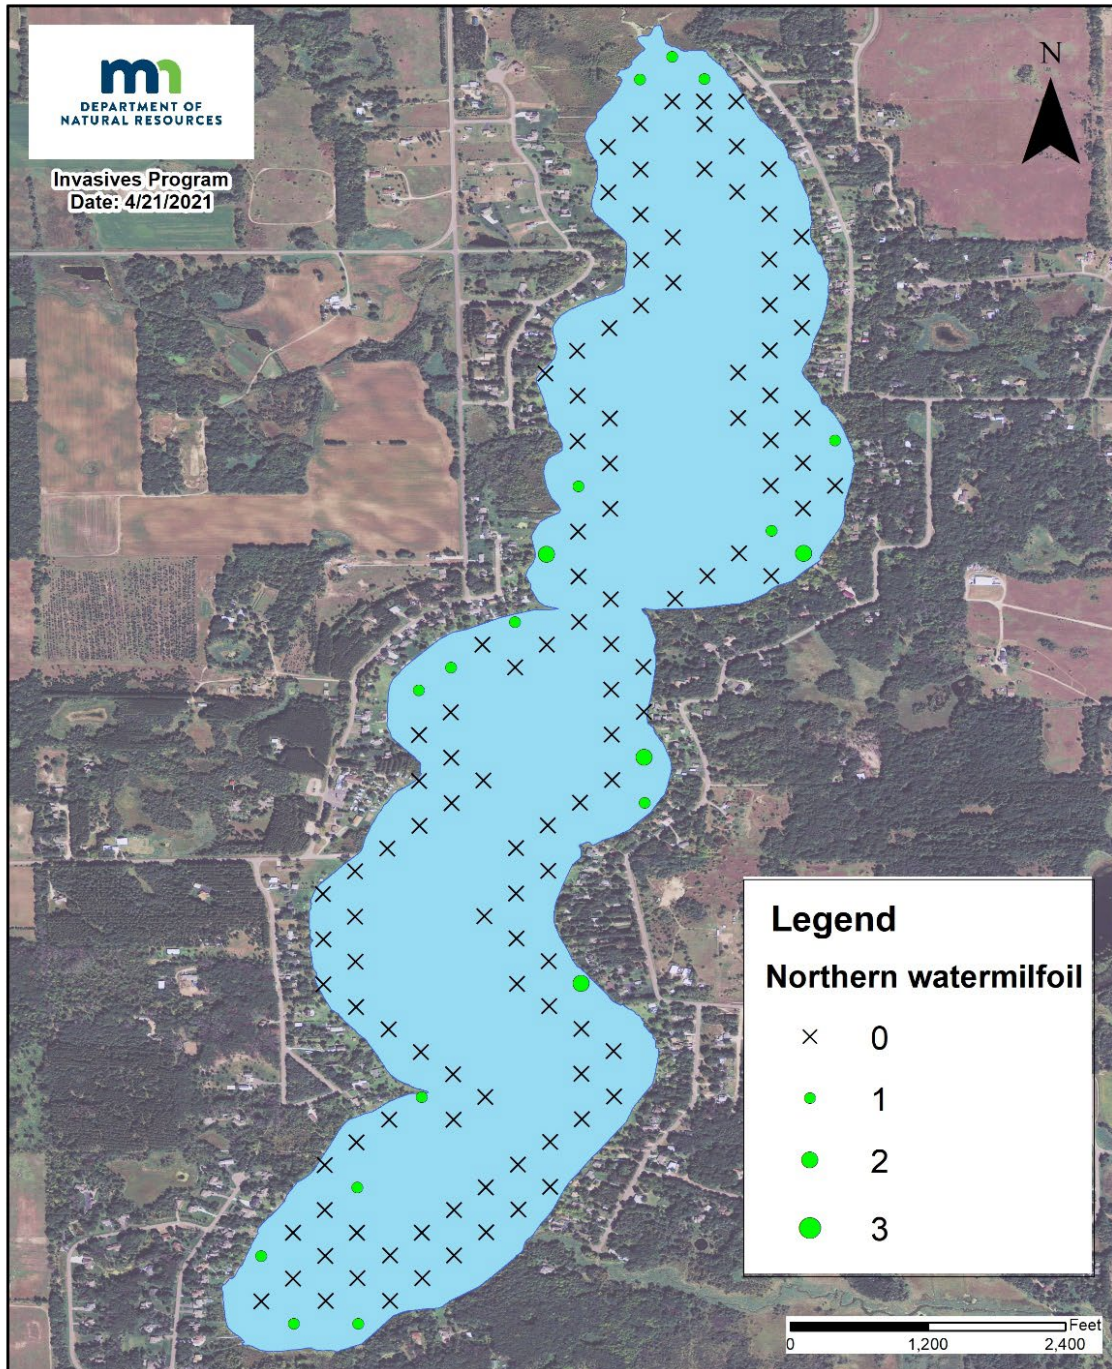 DEPARTMENT OF
NATURAL RESOURCES
Invasives Program
Date: 4/21/2021
N
Legend
Northern watermilfoil
0
1
2
3
Feet
0 1,200 2,400